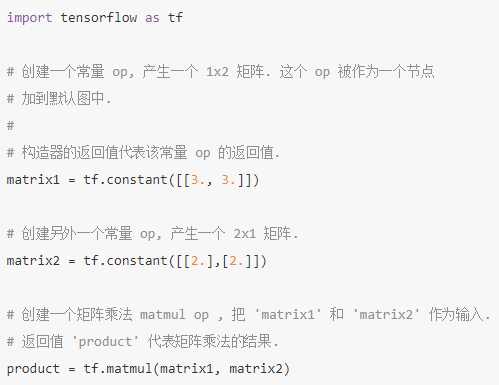 import tensorflow as tf
# 创建一个常量 op, 产生一个 1x2 矩阵. 这个 op 被作为一个节点
# 加到默认图中.
#
# 构造器的返回值代表该常量 op 的返回值.
matrix1 = tf.constant([[3., 3.]])
# 创建另外一个常量 op, 产生一个 2x1 矩阵.
matrix2 = tf.constant([[2.],[2.]])
# 创建一个矩阵乘法 matmul op , 把 'matrix1' 和 'matrix2' 作为输入.
# 返回值 'product' 代表矩阵乘法的结果.
product = tf.matmul(matrix1, matrix2)